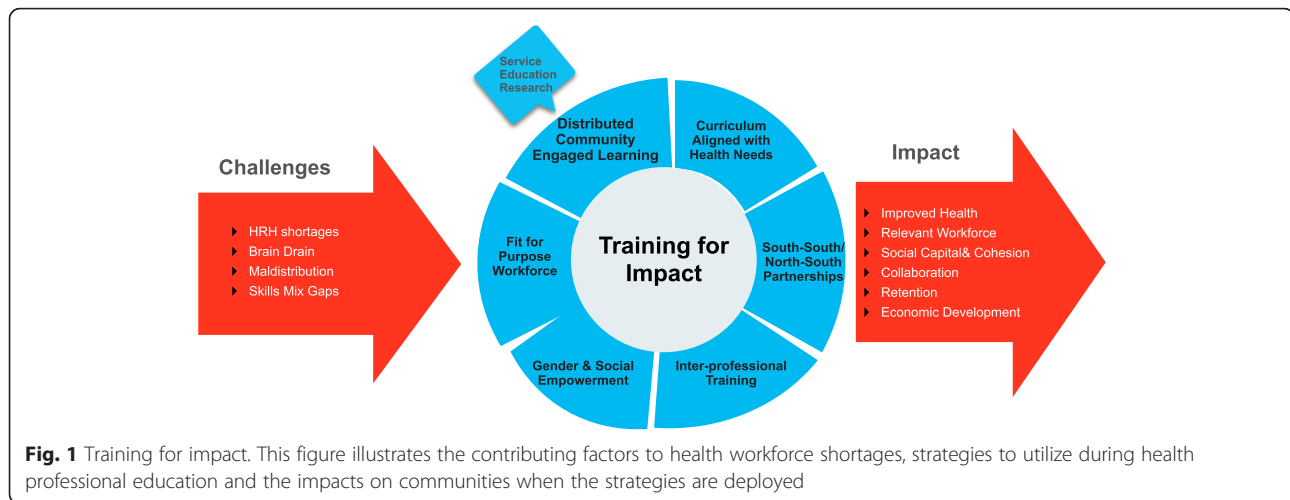 Service
Education
Research
Distributed
Community
Engaged Learning
Curriculum
Aligned with
Health Needs
Challenges
HRH shortages
Brain Drain
Maldistribution
Skills Mix Gaps
Fit for
Purpose
Workforce
Training for
Impact
South-South/
North-South
Partnerships
Gender & Social
Empowerment
Inter-professional
Training
Impact
Improved Health
Relevant Workforce
Social Capital& Cohesion
Collaboration
Retention
Economic Development
Fig. 1 Training for impact. This figure illustrates the contributing factors to health workforce shortages, strategies to utilize during health
professional education and the impacts on communities when the strategies are deployed